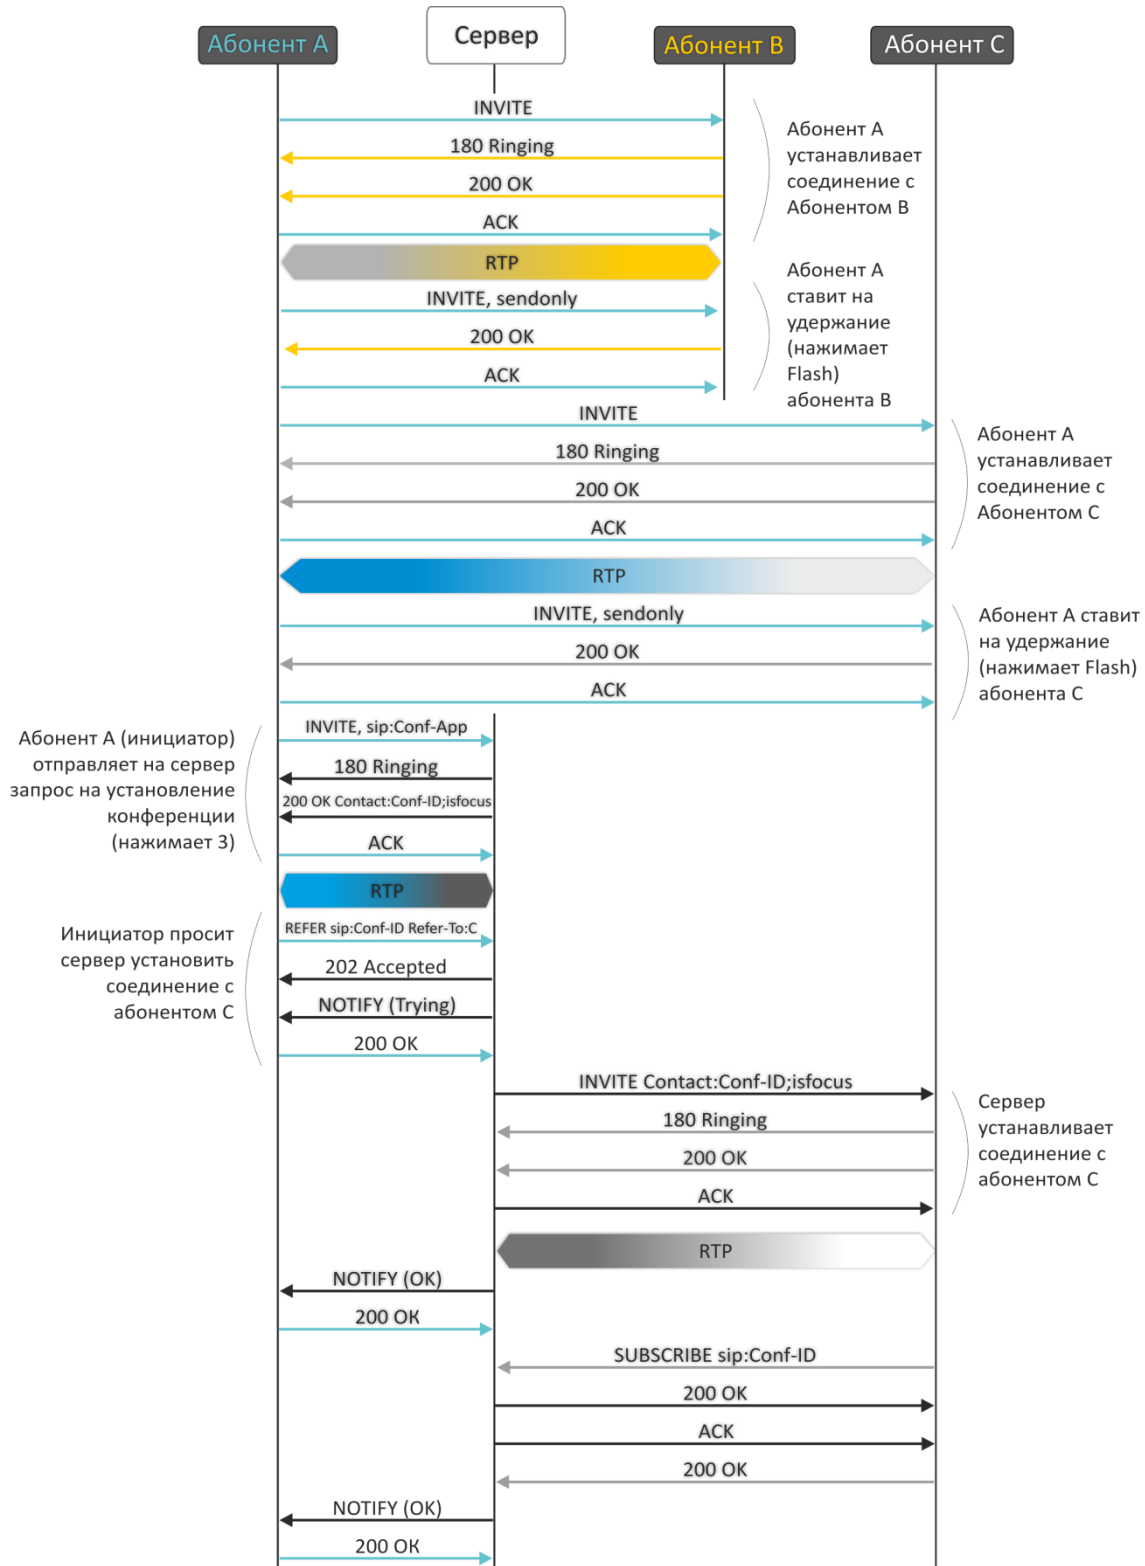 Абонент А
Сервер
Абонент В
Абонент С
INVITE
180 Ringing
200 OK
ACK
RTP
Абонент А
устанавливает
соединение с
Абонентом В
INVITE, sendonly
200 OK
ACK
Абонент А
ставит на
удержание
(нажимает
Flash)
абонента В
INVITE
180 Ringing
200 OK
ACK
RTP
Абонент А
устанавливает
соединение с
Абонентом С
INVITE, sendonly
200 OK
ACK
Абонент А ставит
на удержание
(нажимает Flash)
абонента С
INVITE, sip:Conf-App
180 Ringing
200 OK Contact:Conf-ID;isfocus
ACK
RTP
Абонент А (инициатор)
отправляет на сервер
запрос на установление
конференции
(нажимает 3)
REFER sip:Conf-ID Refer-To:C
202 Accepted
NOTIFY (Trying)
200 OK
Инициатор просит
сервер установить
соединение с
абонентом С
INVITE Contact:Conf-ID;isfocus
180 Ringing
200 OK
ACK
RTP
Сервер
устанавливает
соединение с
абонентом С
NOTIFY (OK)
200 OK
SUBSCRIBE sip:Conf-ID
200 OK
ACK
200 OK
NOTIFY (OK)
200 OK